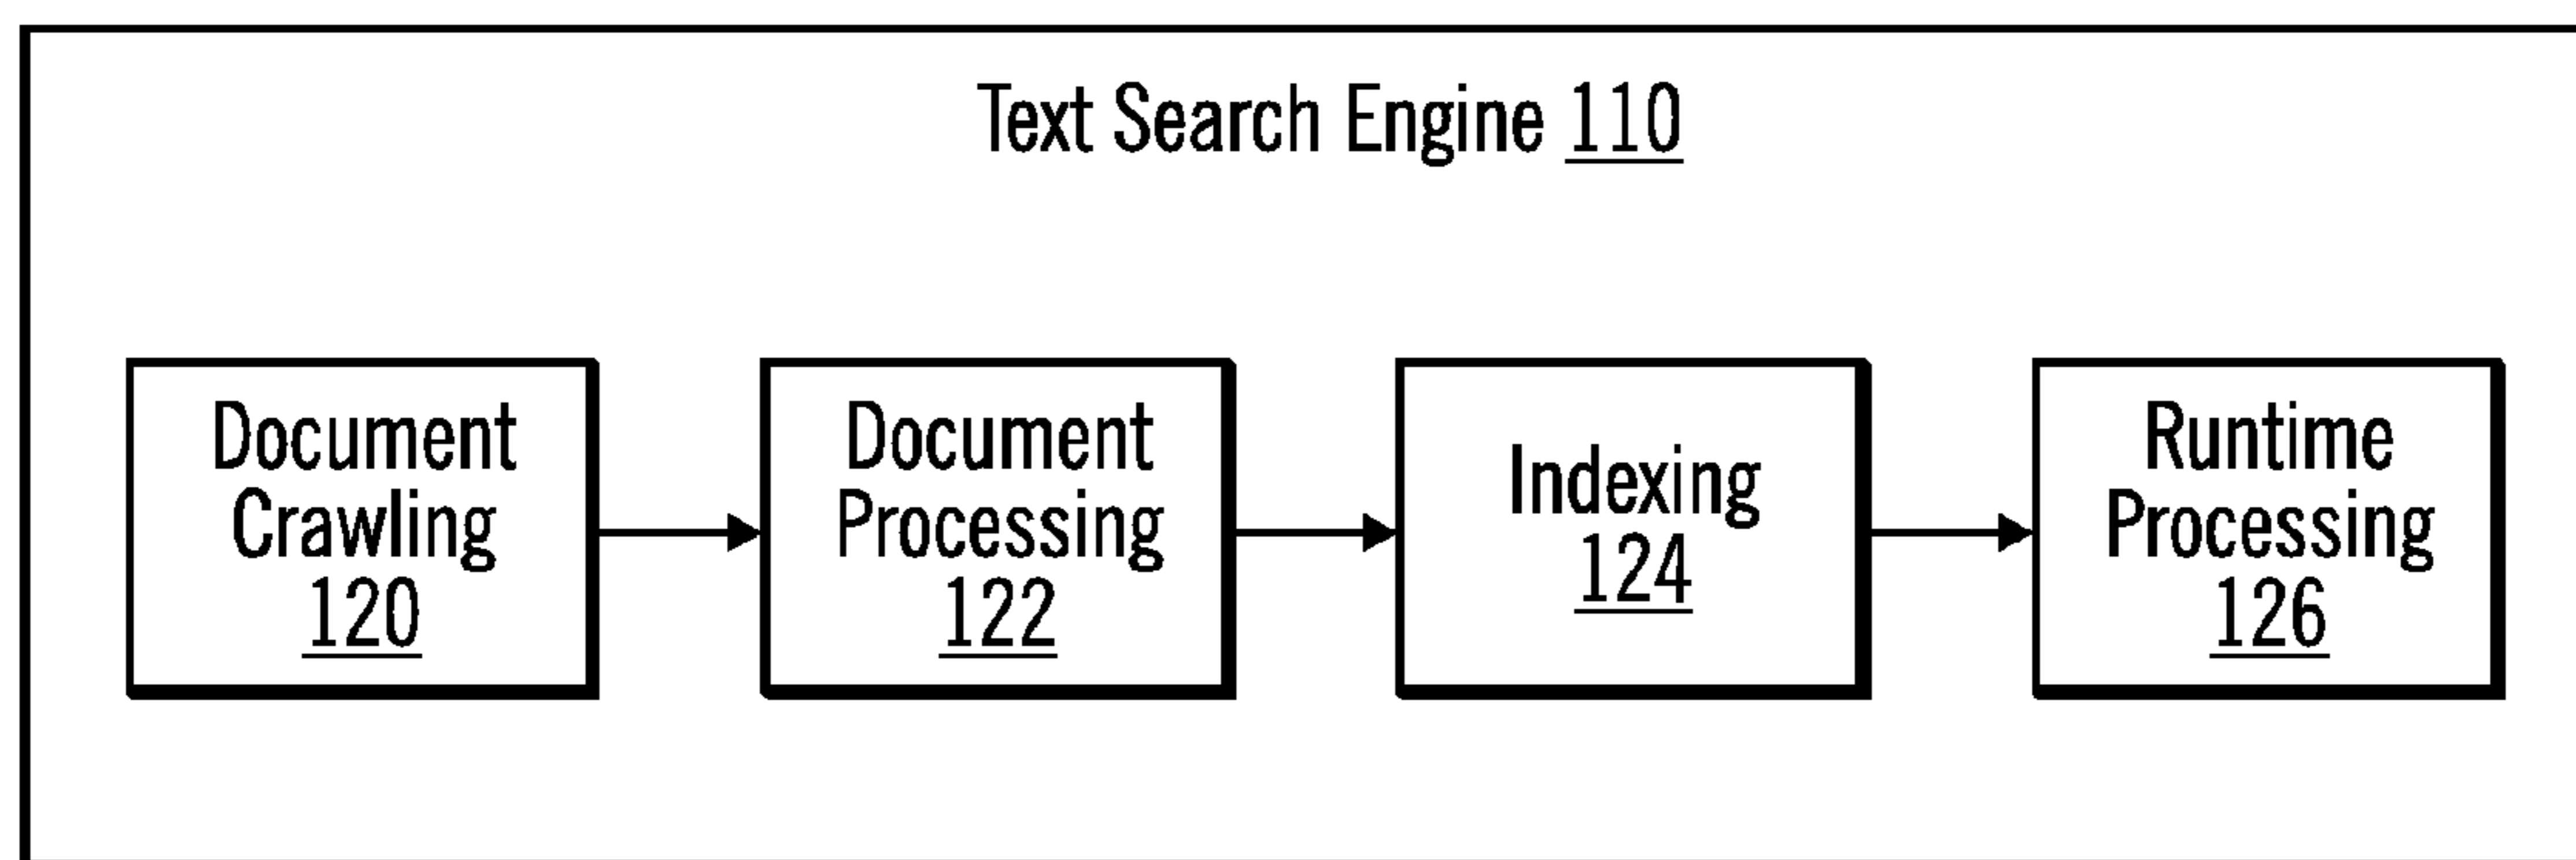 Text Search Engine 110
Document
Crawling
120
Document
Processing
122
Indexing
124
Runtime
Processing
126